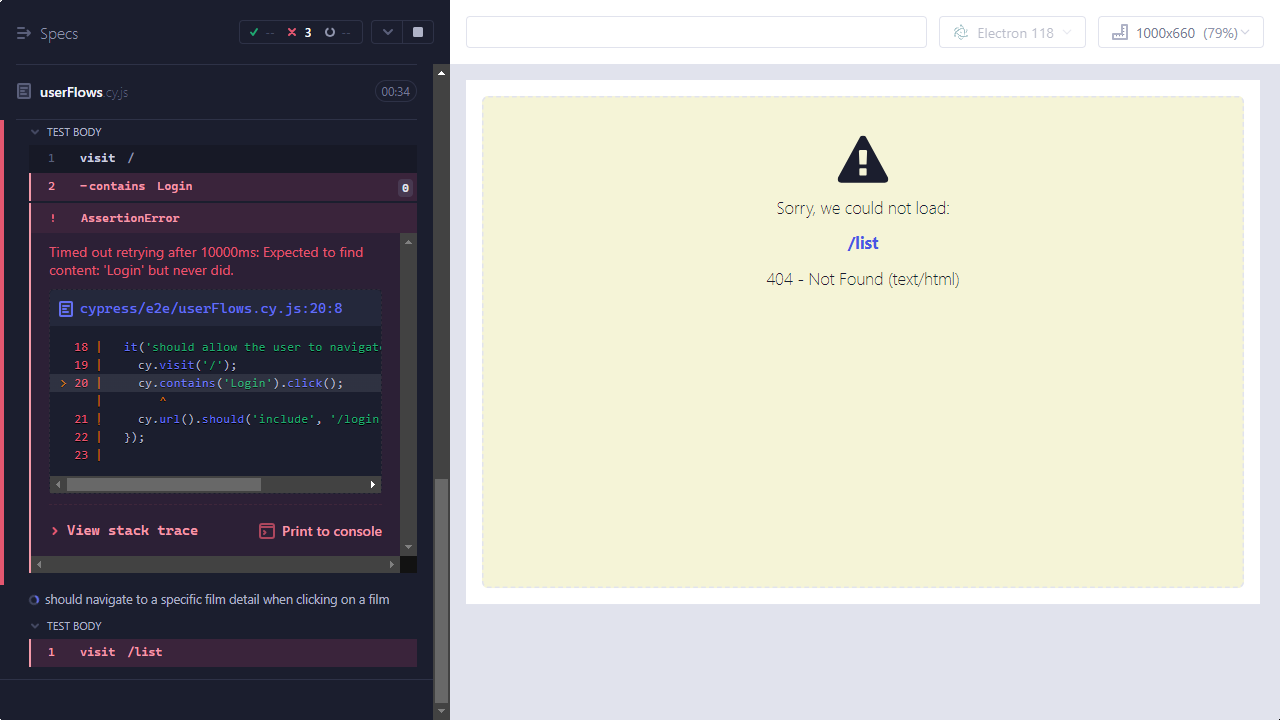 Specs
-- 3 --
userFlows.cy.js
00:34
TEST BODY
1 visit /
2 -contains Login 0
! AssertionError
Timed out retrying after 10000ms: Expected to find
content: 'Login' but never did.
cypress/e2e/userFlows.cy.js:20:8
18 | it('should allow the user to navigate
19 | cy.visit('/');
> 20 | cy.contains('Login').click();
| ^
21 | cy.url().should('include', '/login
22 | });
23 |
> View stack trace
Print to console
should navigate to a specific film detail when clicking on a film
TEST BODY
1 visit /list
Electron 118
1000x660 (79%)
Sorry, we could not load:
/list
404 - Not Found (text/html)